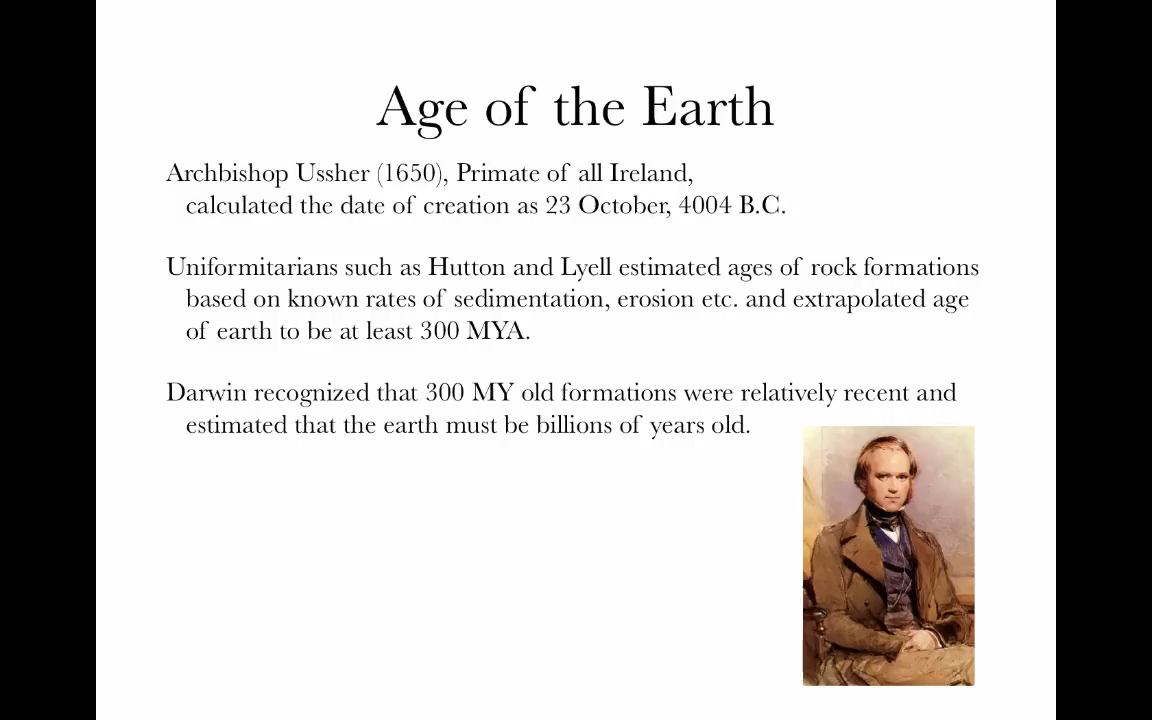 Age of the Earth
Archbishop Ussher (1650), Primate of all Ireland,
calculated the date of creation as 23 October, 4004 B.C.
Uniformitarians such as Hutton and Lyell estimated ages of rock formations
based on known rates of sedimentation, erosion etc. and extrapolated age
of earth to be at least 300 MYA.
Darwin recognized that 300 MY old formations were relatively recent and
estimated that the earth must be billions of years old.